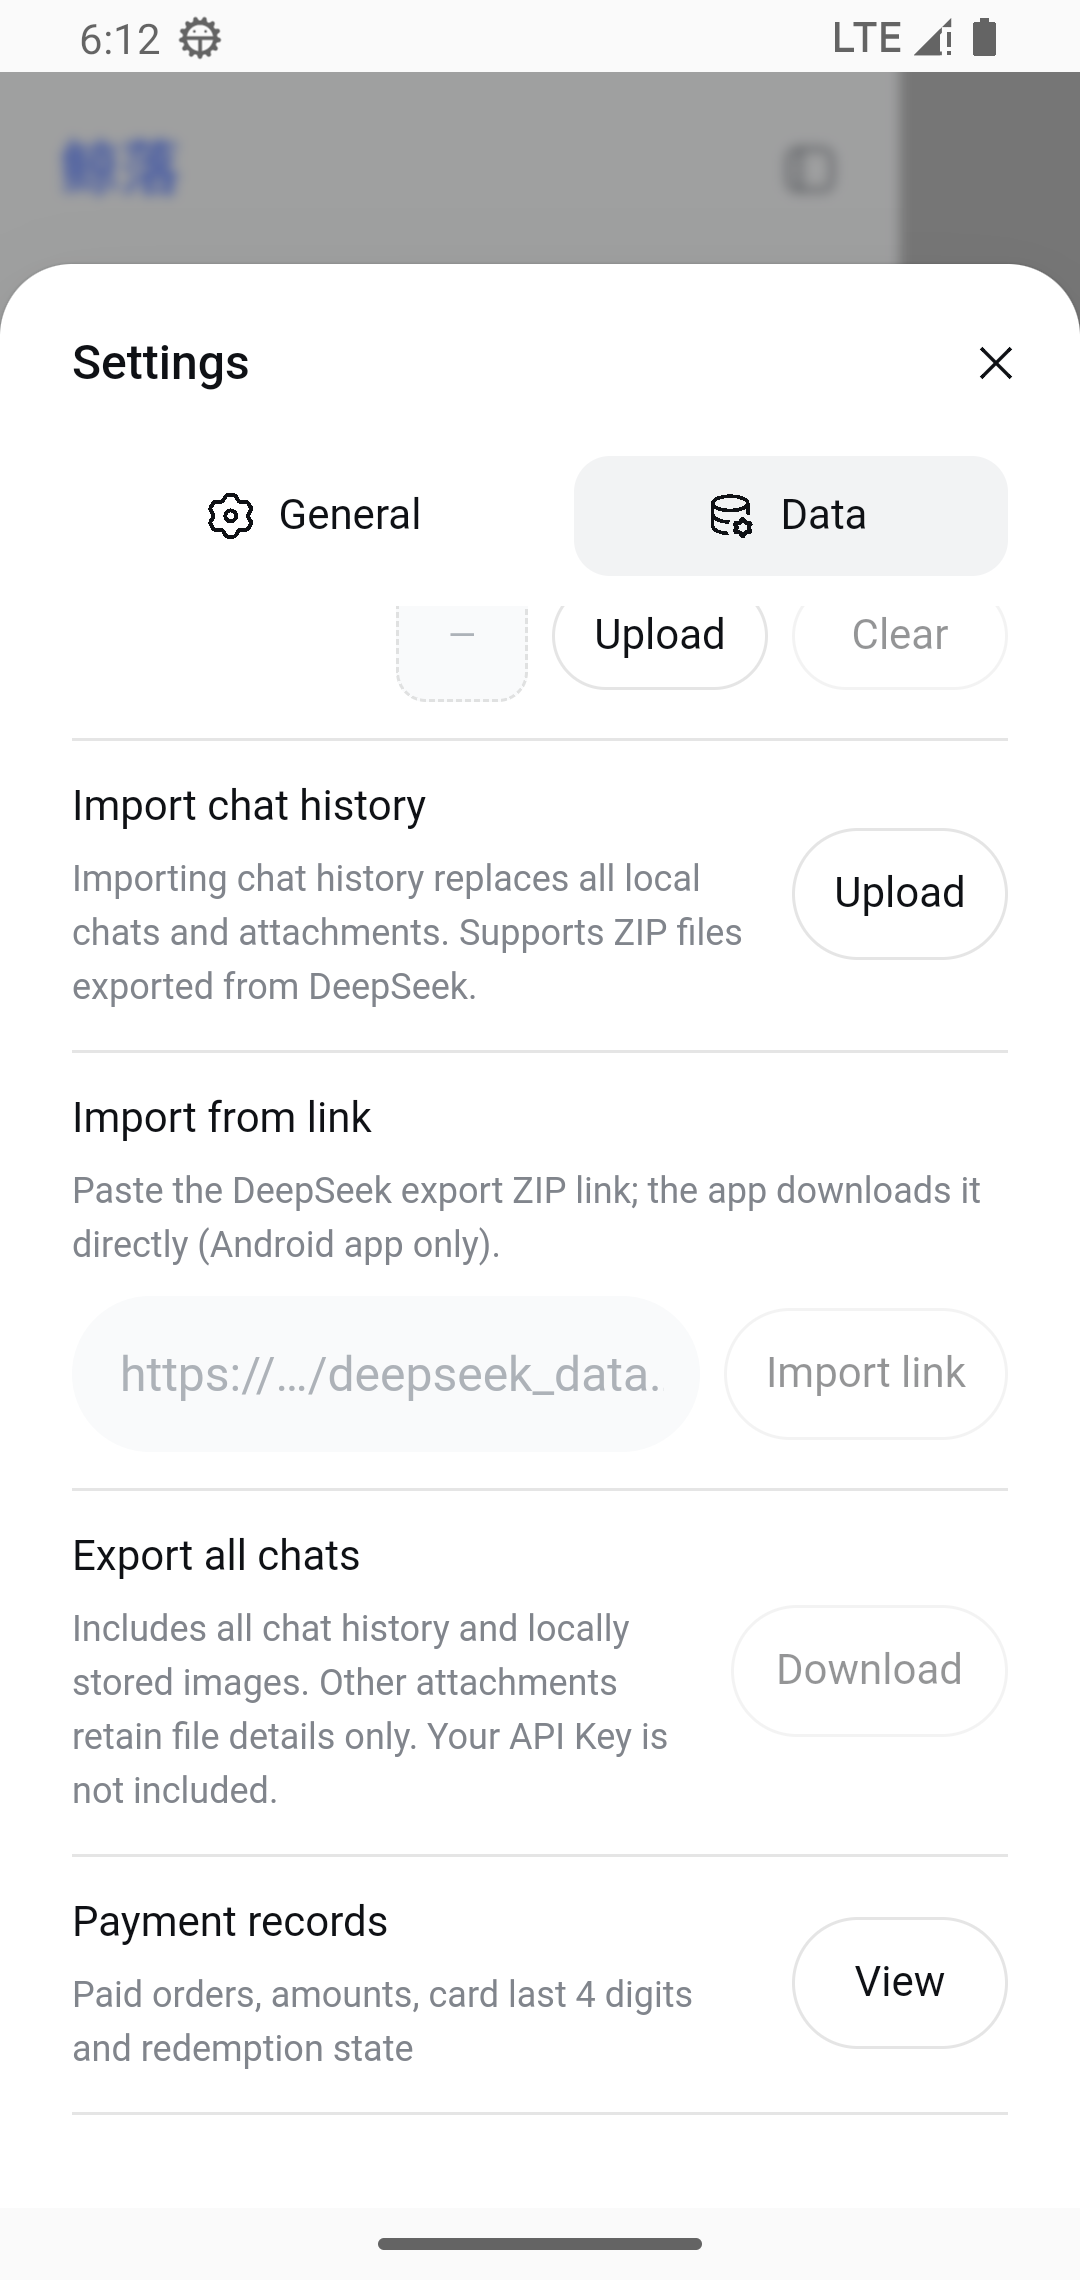 6:12
LTE
鲸落
Settings
General
Data
–
Upload
Clear
Import chat history
Importing chat history replaces all local
chats and attachments. Supports ZIP files
exported from DeepSeek.
Upload
Import from link
Paste the DeepSeek export ZIP link; the app downloads it
directly (Android app only).
https://…/deepseek_data.
Import link
Export all chats
Includes all chat history and locally
stored images. Other attachments
retain file details only. Your API Key is
not included.
Download
Payment records
Paid orders, amounts, card last 4 digits
and redemption state
View